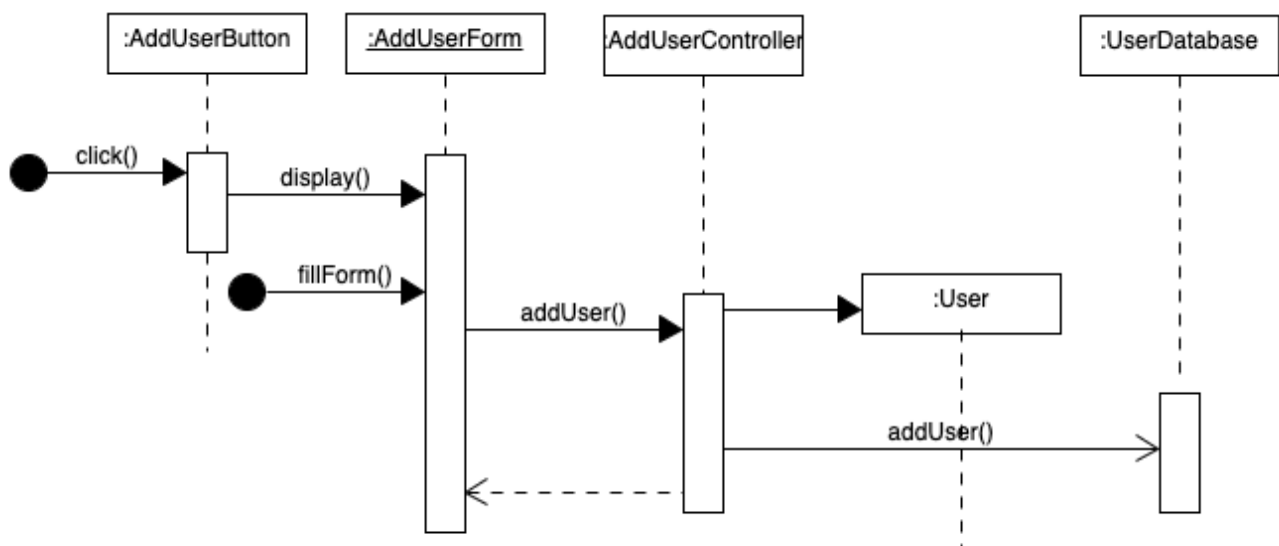 :AddUserButton
:AddUserForm
:AddUserController
:UserDatabase
click()
display()
fillForm()
addUser()
:User
addUser()